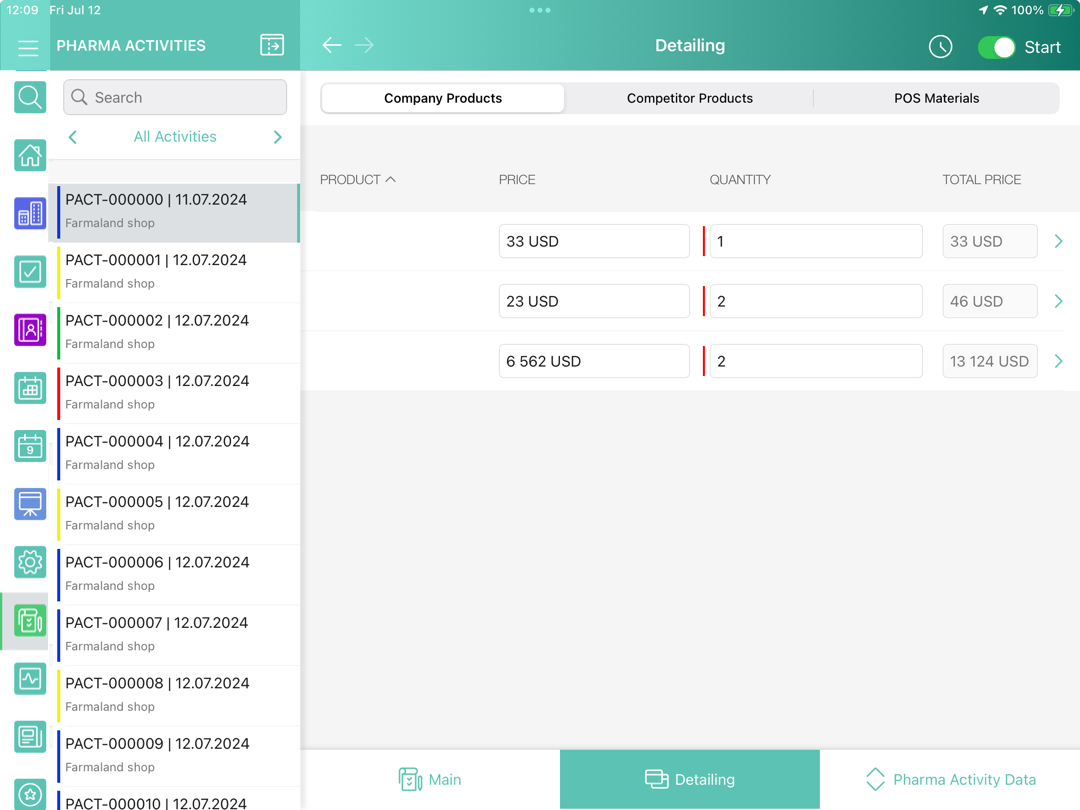 12:09 Fri Jul 12
100%
PHARMA ACTIVITIES
Detailing
Start
Search
All Activities
PACT-000000 | 11.07.2024
Farmaland shop
PACT-000001 | 12.07.2024
Farmaland shop
PACT-000002 | 12.07.2024
Farmaland shop
PACT-000003 | 12.07.2024
Farmaland shop
PACT-000004 | 12.07.2024
Farmaland shop
PACT-000005 | 12.07.2024
Farmaland shop
PACT-000006 | 12.07.2024
Farmaland shop
PACT-000007 | 12.07.2024
Farmaland shop
PACT-000008 | 12.07.2024
Farmaland shop
PACT-000009 | 12.07.2024
Farmaland shop
PACT-000010 | 12.07.2024
9
Company Products
Competitor Products
POS Materials
PRODUCT PRICE QUANTITY TOTAL PRICE
33 USD 1 33 USD
23 USD 2 46 USD
6 562 USD 2 13 124 USD
Main
Detailing
Pharma Activity Data